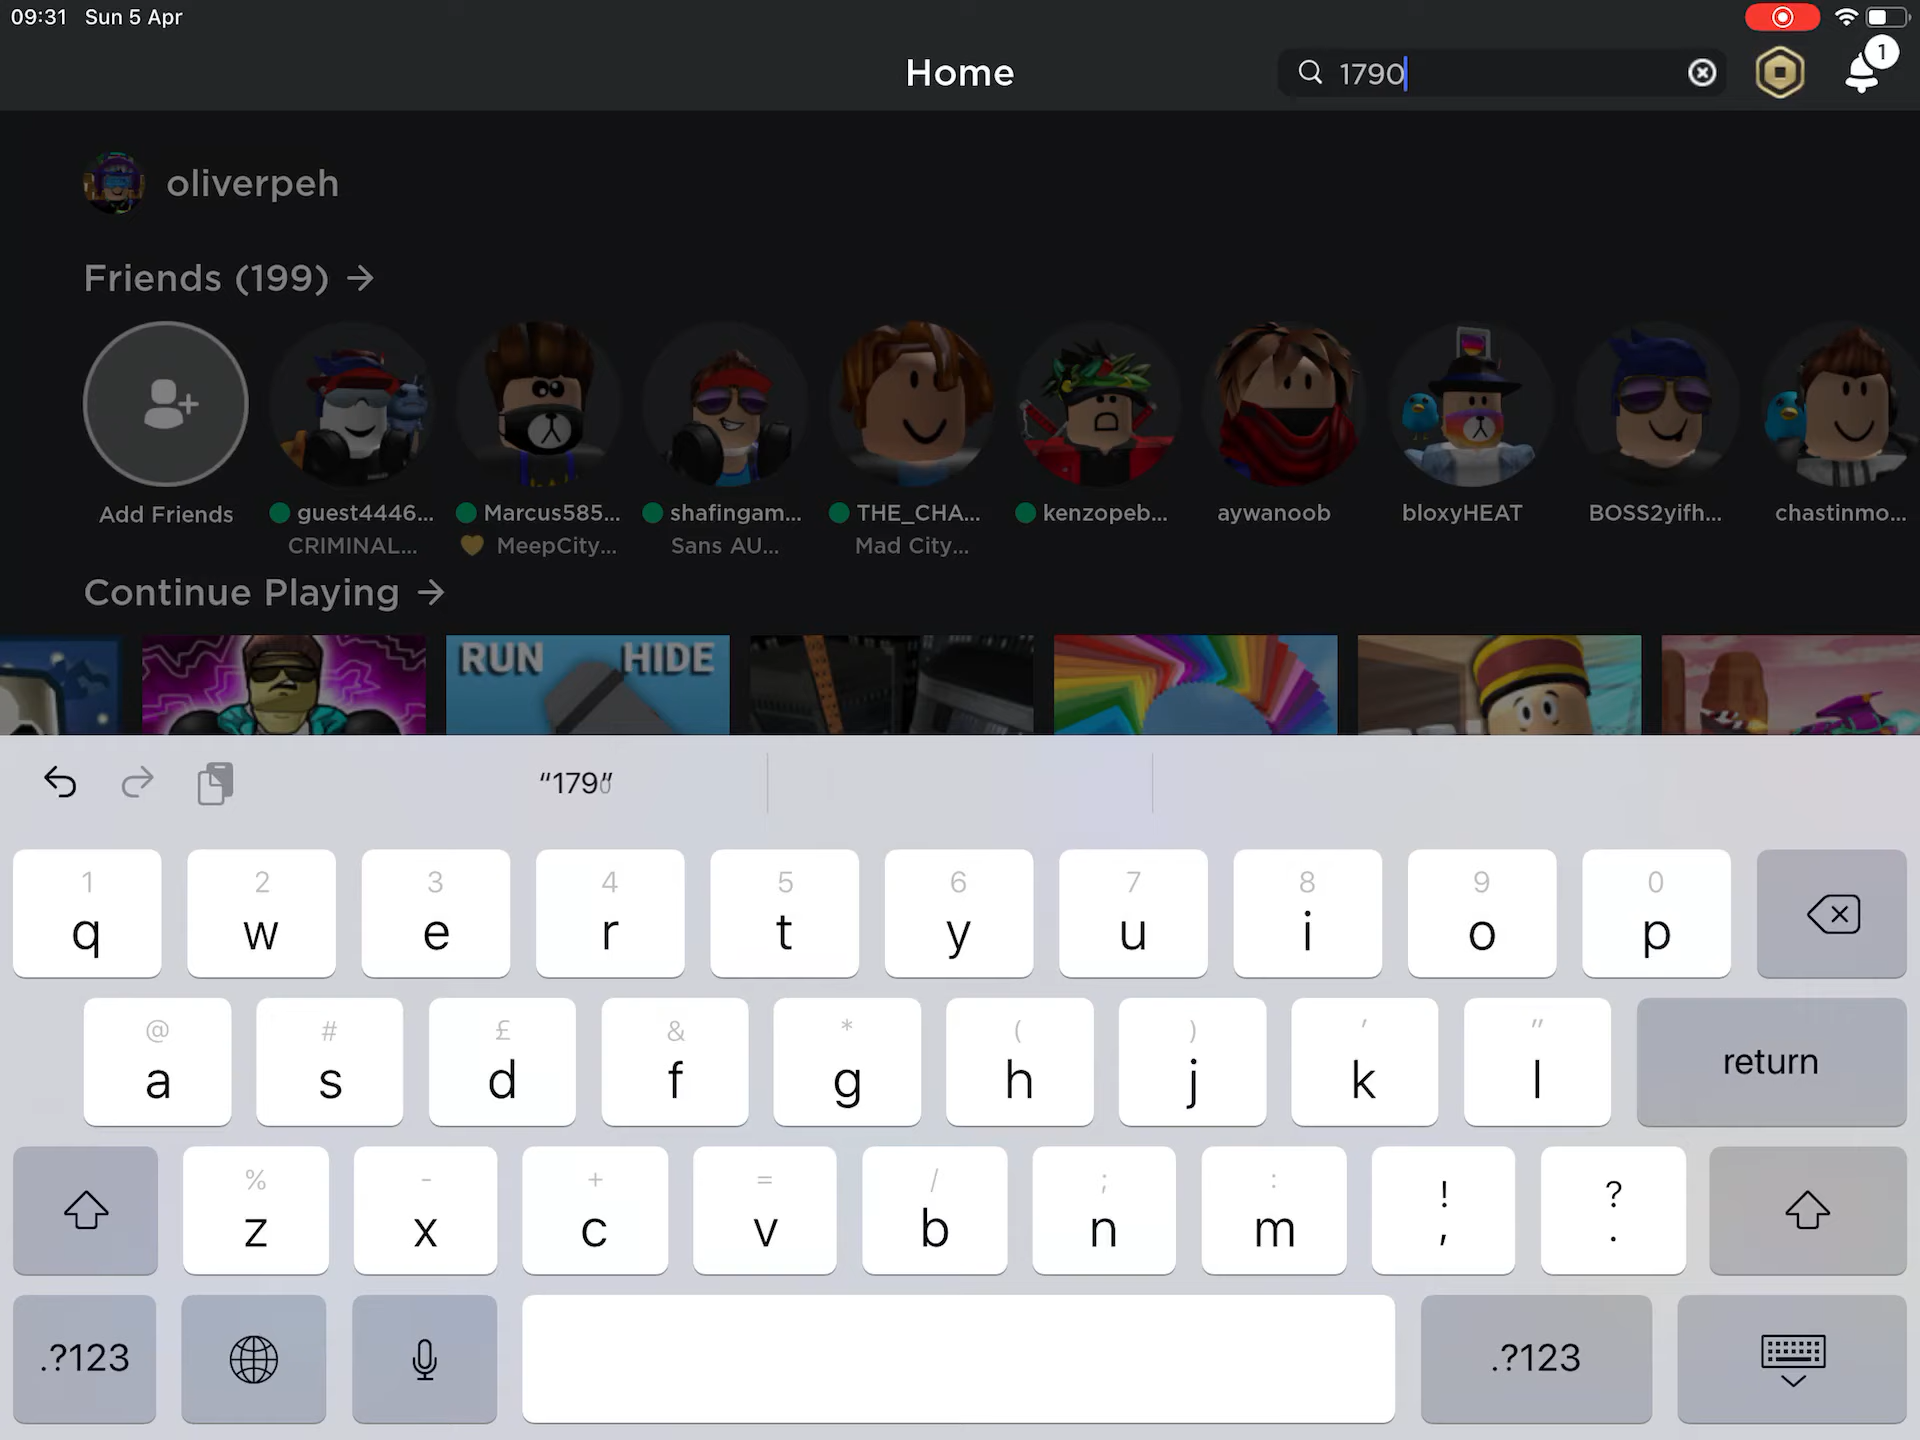 09:31 Sun 5 Apr
Home
1790
1
oliverpeh
Friends (199) →
Add Friends
guest4446...
CRIMINAL...
Marcus585...
MeepCity...
shafingam...
Sans AU...
THE_CHA...
Mad City...
kenzopeb...
aywanoob
bloxyHEAT
BOSS2yifh...
chastinmo...
Continue Playing →
RUN HIDE
“179
1 2 3 4 5 6 7 8 9 0
q w e r t y u i o p
@ # £ & * ( ) ' "
a s d f g h j k l return
% - + = / ; : ! ?
z x c v b n m , .
.?123 .?123